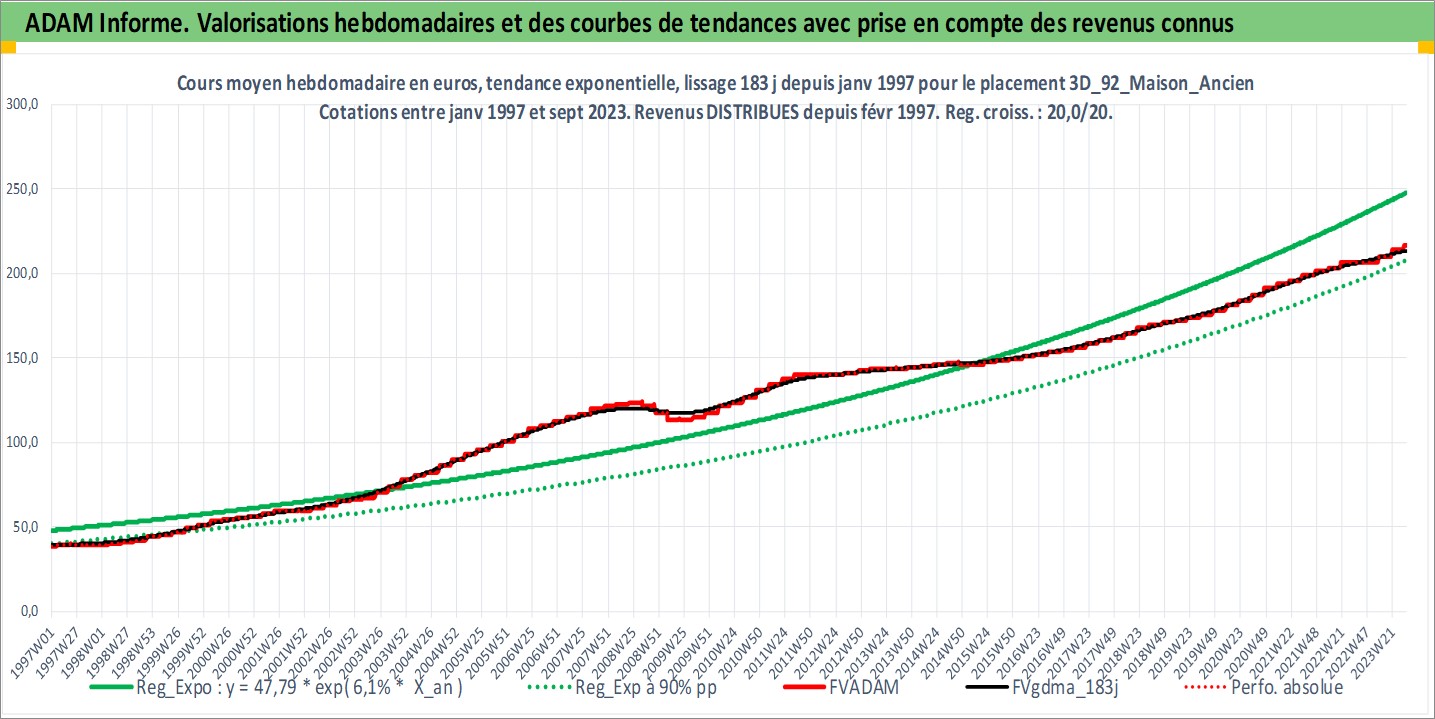 ADAM Informe. Valorisations hebdomadaires et des courbes de tendances avec prise en compte des revenus connus
Cours moyen hebdomadaire en euros, tendance exponentielle, lissage 183 j depuis janv 1997 pour le placement 3D_92_Maison_Ancien
Cotations entre janv 1997 et sept 2023. Revenus DISTRIBUES depuis févr 1997. Reg. croiss. : 20,0/20.
300,0
250,0
200,0
150,0
100,0
50,0
0,0
1997W01 1997W27 1998W01 1998W27 1998W53 1999W26 1999W52 2000W26 2000W52 2001W26 2001W52 2002W26 2002W52 2003W26 2003W52 2004W26 2004W52 2005W25 2005W51 2006W25 2006W51 2007W25 2007W51 2008W25 2008W51 2009W25 2009W51 2010W24 2010W50 2011W24 2011W50 2012W24 2012W50 2013W24 2013W50 2014W24 2014W50 2015W24 2015W50 2016W23 2016W49 2017W23 2017W49 2018W23 2018W49 2019W23 2019W49 2020W23 2020W49 2021W22 2021W48 2022W21 2022W47 2023W21
Reg_Expo : y = 47,79 * exp( 6,1% * X_an ) Reg_Exp à 90% pp FVADAM FVgdma_183j Perfo. absolue